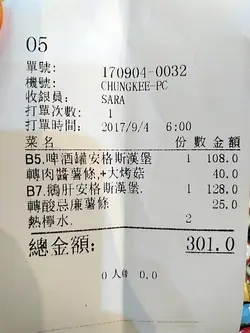 05
單號: 170904-0032
機號: CHUNGKEE-PC
收銀員: SARA
打單次數: 1
打單時間: 2017/9/4 6:00
菜名 份數 金額
B5.啤酒罐安格斯漢堡 1 108.0
轉肉醬薯條,+大烤菇 40.0
B7.鵝肝安格斯漢堡. 1 128.0
轉酸忌廉薯條 25.0
熱檸水. 2
總金額: 301.0
0 人@ 0.0